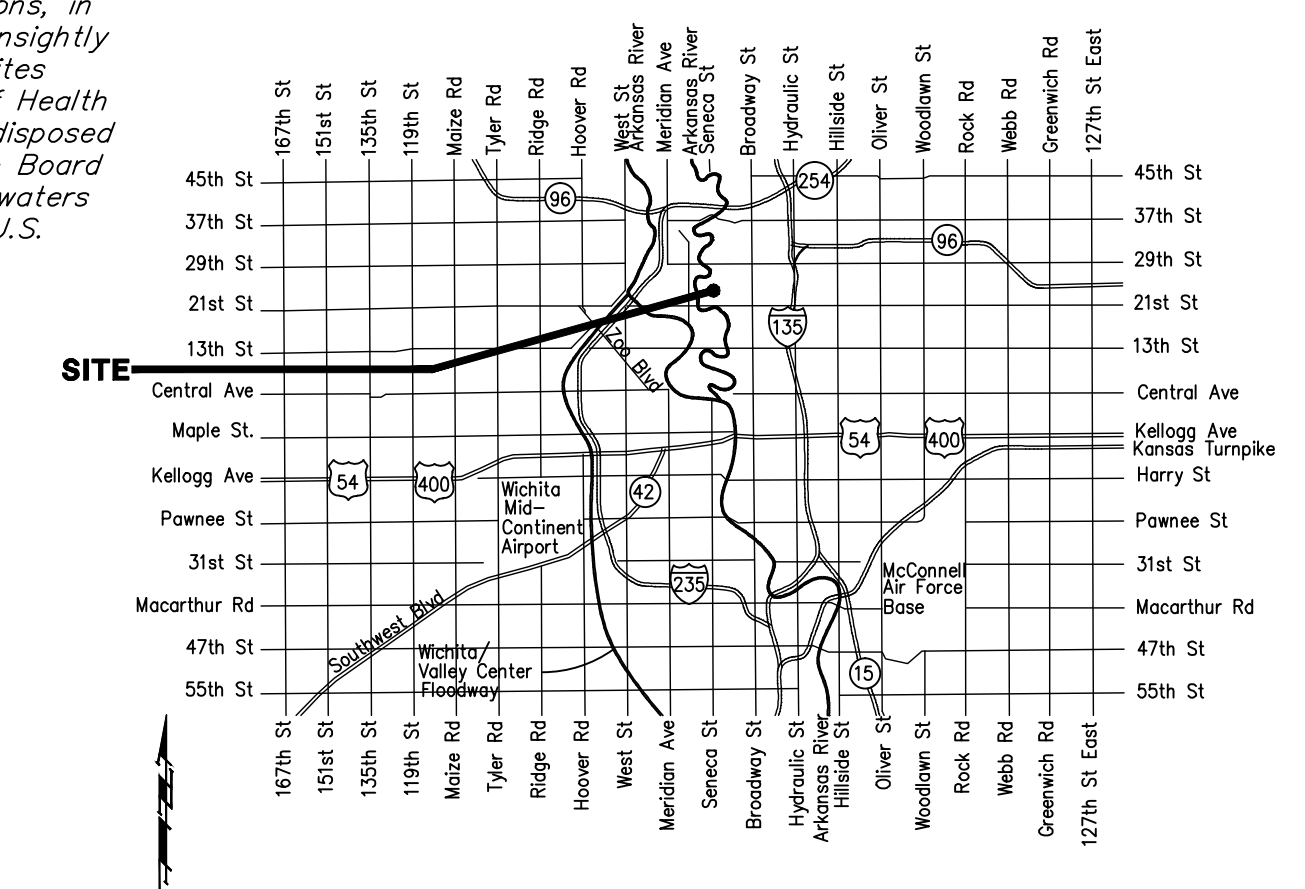 ons, in
nsightly
ites
f Health
disposed
Board
waters
U.S.
167th St
151st St
135th St
119th St
Maize Rd
Tyler Rd
Ridge Rd
Hoover Rd
West St
Arkansas River
Meridian Ave
Arkansas River
Seneca St
Broadway St
Hydraulic St
Hillside St
Oliver St
Woodlawn St
Rock Rd
Webb Rd
Greenwich Rd
127th St East
45th St
37th St
29th St
21st St
13th St
SITE
Central Ave
Maple St.
Kellogg Ave
Pawnee St
31st St
Macarthur Rd
47th St
55th St
96
254
96
135
Zoo Blvd
54
400
54
400
42
235
15
Wichita
Mid-
Continent
Airport
Southwest Blvd
Wichita/
Valley Center
Floodway
McConnell
Air Force
Base
45th St
37th St
29th St
21st St
13th St
Central Ave
Kellogg Ave
Kansas Turnpike
Harry St
Pawnee St
31st St
Macarthur Rd
47th St
55th St
167th St
151st St
135th St
119th St
Maize Rd
Tyler Rd
Ridge Rd
Hoover Rd
West St
Meridian Ave
Seneca St
Broadway St
Hydraulic St
Arkansas River
Hillside St
Oliver St
Woodlawn St
Rock Rd
Webb Rd
Greenwich Rd
127th St East